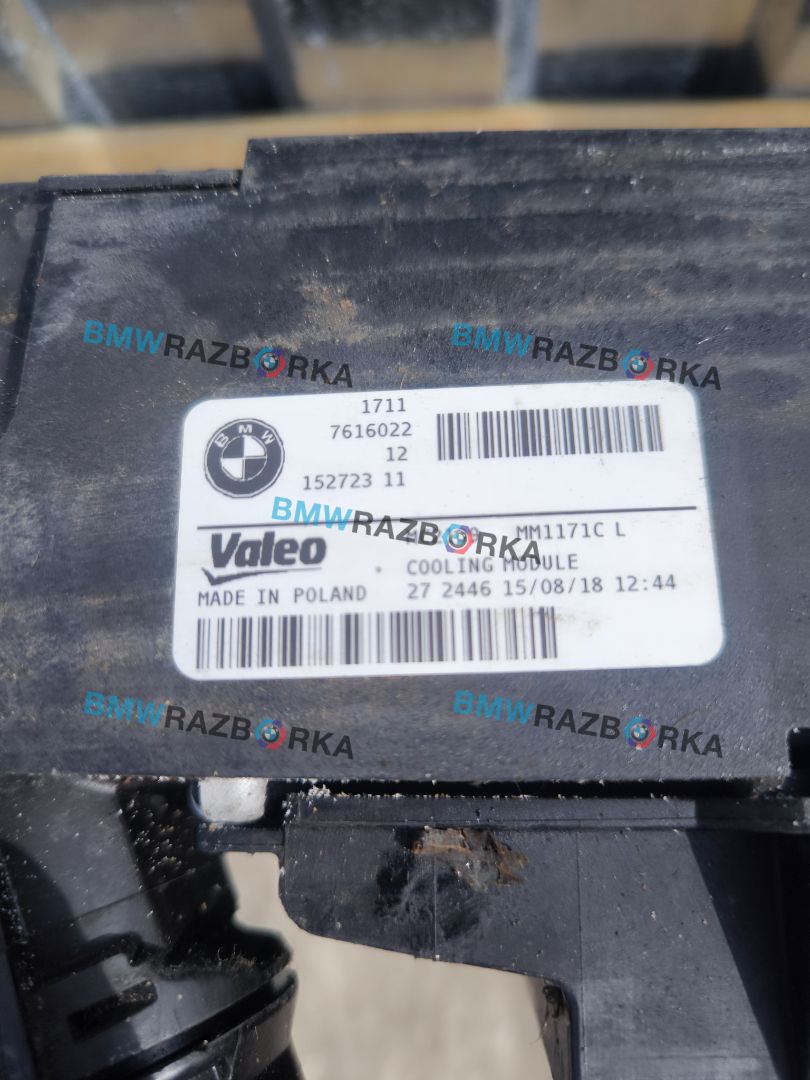 BMWRAZBORKA BMWRAZBORKA
1711
BMW
7616022
12
152723 11
BMWRAZBORKA
MM1171C L
Valeo
COOLING MODULE
MADE IN POLAND 27 2446 15/08/18 12:44
BMWRAZBORKA BMWRAZBORKA